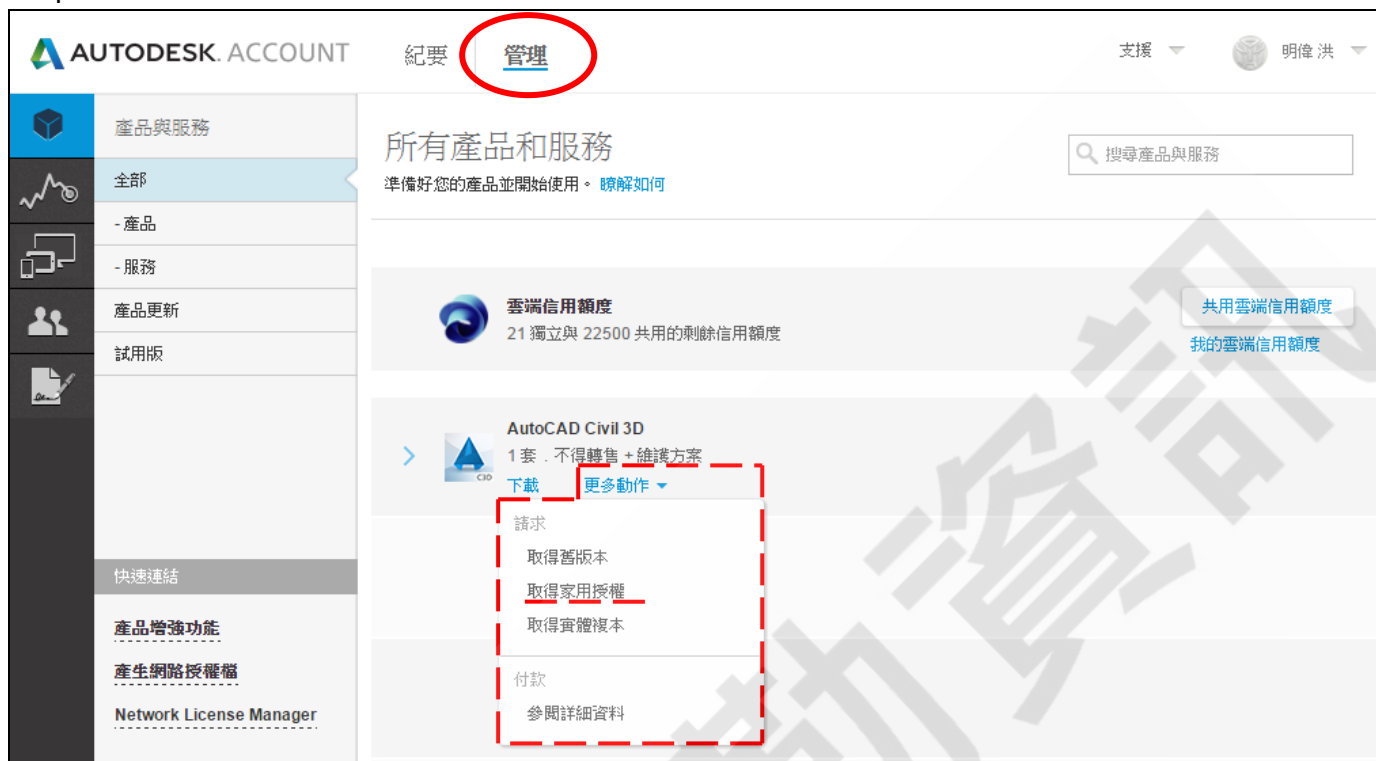 AUTODESK. ACCOUNT 紀要 管理 支援 明偉 洪
產品與服務
全部
- 產品
- 服務
產品更新
試用版
快速連結
產品增強功能
產生網路授權檔
Network License Manager
所有產品和服務
搜尋產品與服務
準備好您的產品並開始使用。 瞭解如何
雲端信用額度
21 獨立與 22500 共用的剩餘信用額度
共用雲端信用額度
我的雲端信用額度
AutoCAD Civil 3D
1 套 . 不得轉售 + 維護方案
C3D
下載 更多動作
請求
取得舊版本
取得家用授權
取得實體複本
付款
參閱詳細資料
資訊